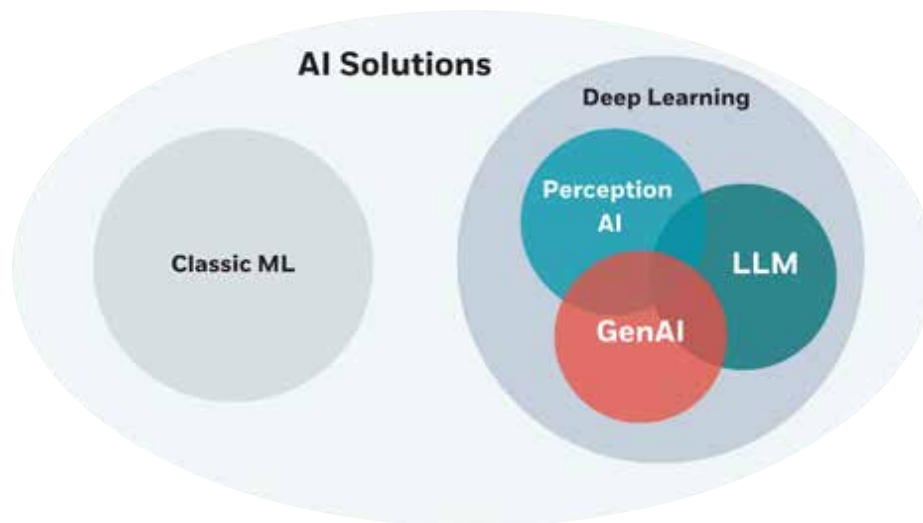 AI Solutions
Deep Learning
Perception
AI
Classic ML
LLM
GenAI